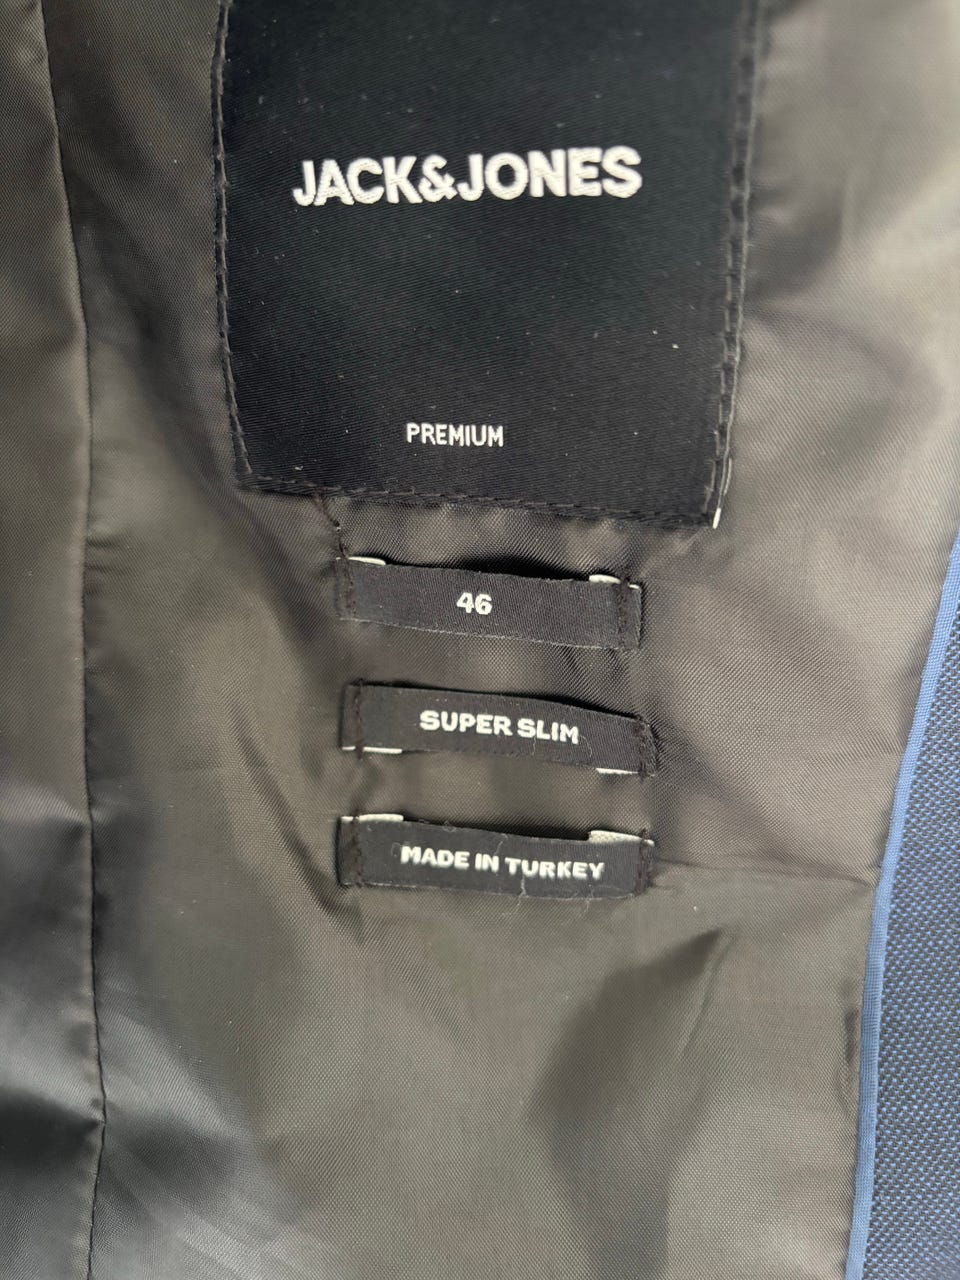 JACK&JONES
PREMIUM
46
SUPER SLIM
MADE IN TURKEY